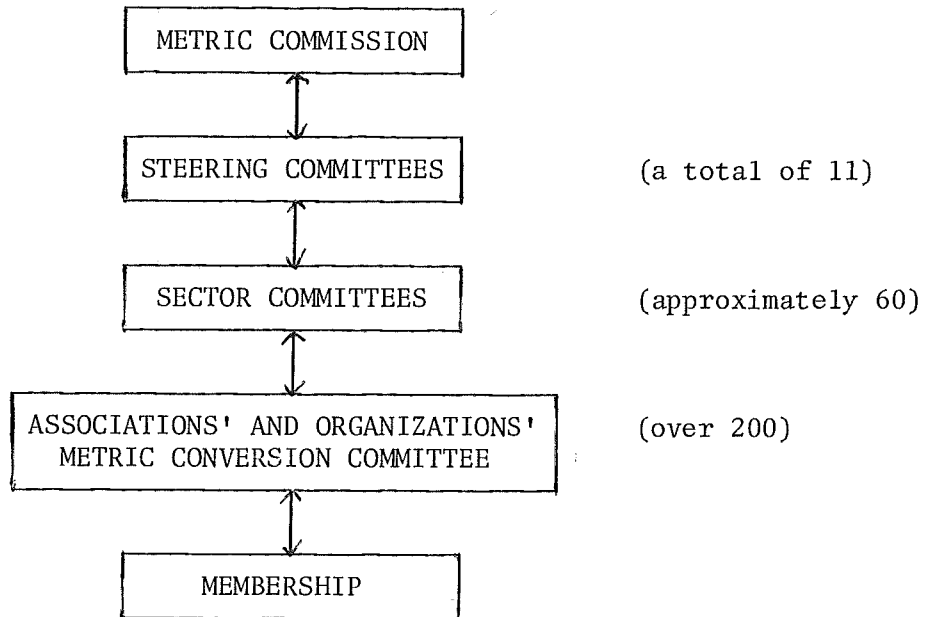 METRIC COMMISSION
STEERING COMMITTEES (a total of 11)
SECTOR COMMITTEES (approximately 60)
ASSOCIATIONS' AND ORGANIZATIONS' (over 200)
METRIC CONVERSION COMMITTEE
MEMBERSHIP